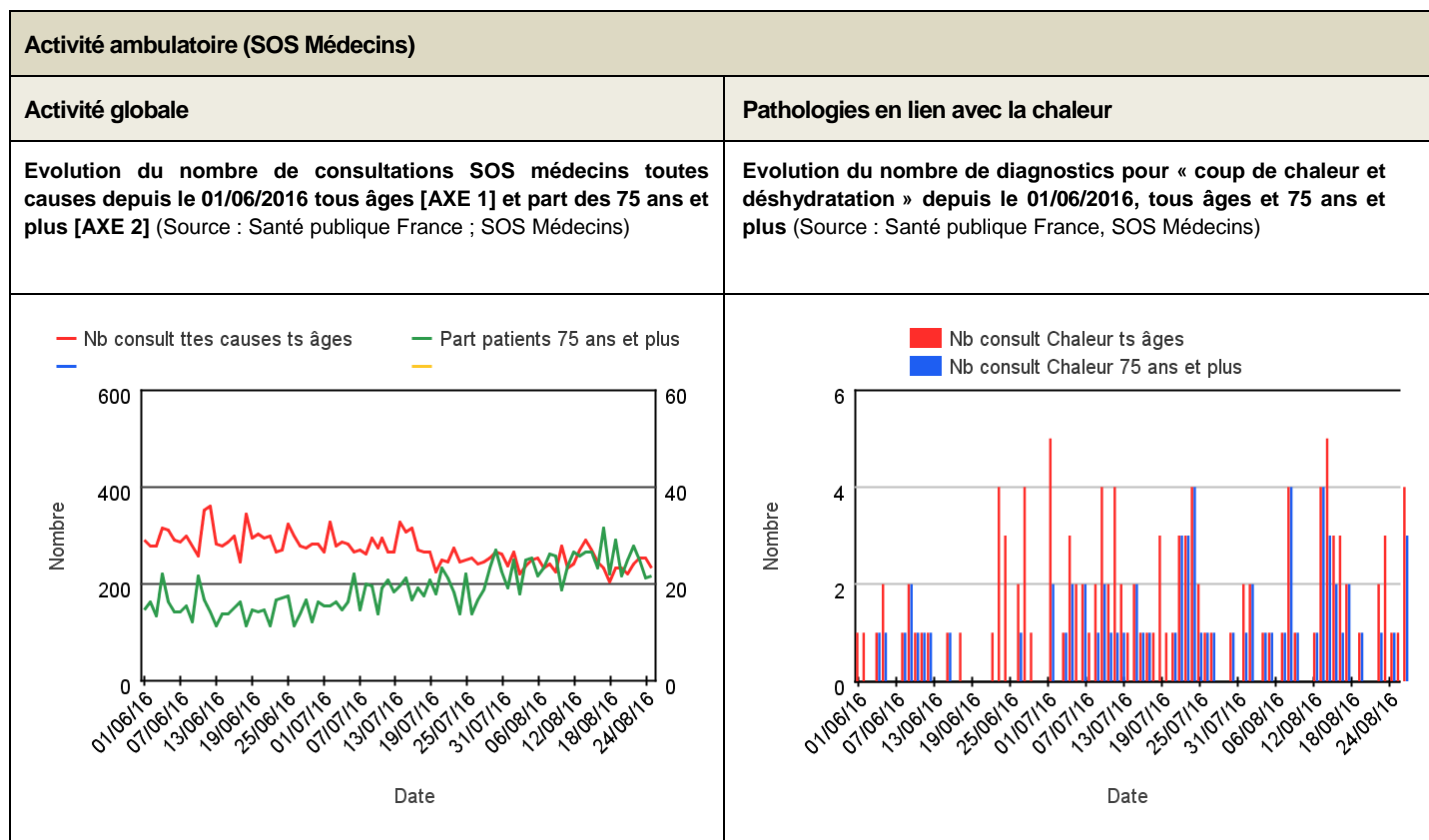 Activité ambulatoire (SOS Médecins)
Activité globale
Pathologies en lien avec la chaleur
Evolution du nombre de consultations SOS médecins toutes
causes depuis le 01/06/2016 tous âges [AXE 1] et part des 75 ans et
plus [AXE 2] (Source : Santé publique France ; SOS Médecins)
Evolution du nombre de diagnostics pour « coup de chaleur et
déshydratation » depuis le 01/06/2016, tous âges et 75 ans et
plus (Source : Santé publique France, SOS Médecins)
Nb consult ttes causes ts âges
Part patients 75 ans et plus
600
400
200
0
60
40
20
0
Nombre
01/06/16
07/06/16
13/06/16
19/06/16
25/06/16
01/07/16
07/07/16
13/07/16
19/07/16
25/07/16
31/07/16
06/08/16
12/08/16
18/08/16
24/08/16
Date
Nb consult Chaleur ts âges
Nb consult Chaleur 75 ans et plus
6
4
2
0
Nombre
01/06/16
07/06/16
13/06/16
19/06/16
25/06/16
01/07/16
07/07/16
13/07/16
19/07/16
25/07/16
31/07/16
06/08/16
12/08/16
18/08/16
24/08/16
Date